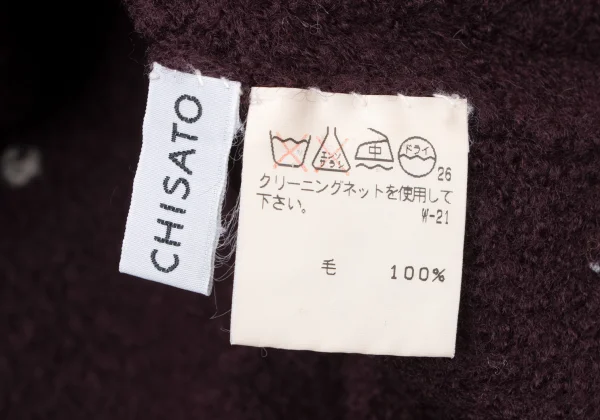 CHISATO
エンソ
サラシ
中
ドライ
26
クリーニングネットを使用して
下さい。
W-21
毛 100%